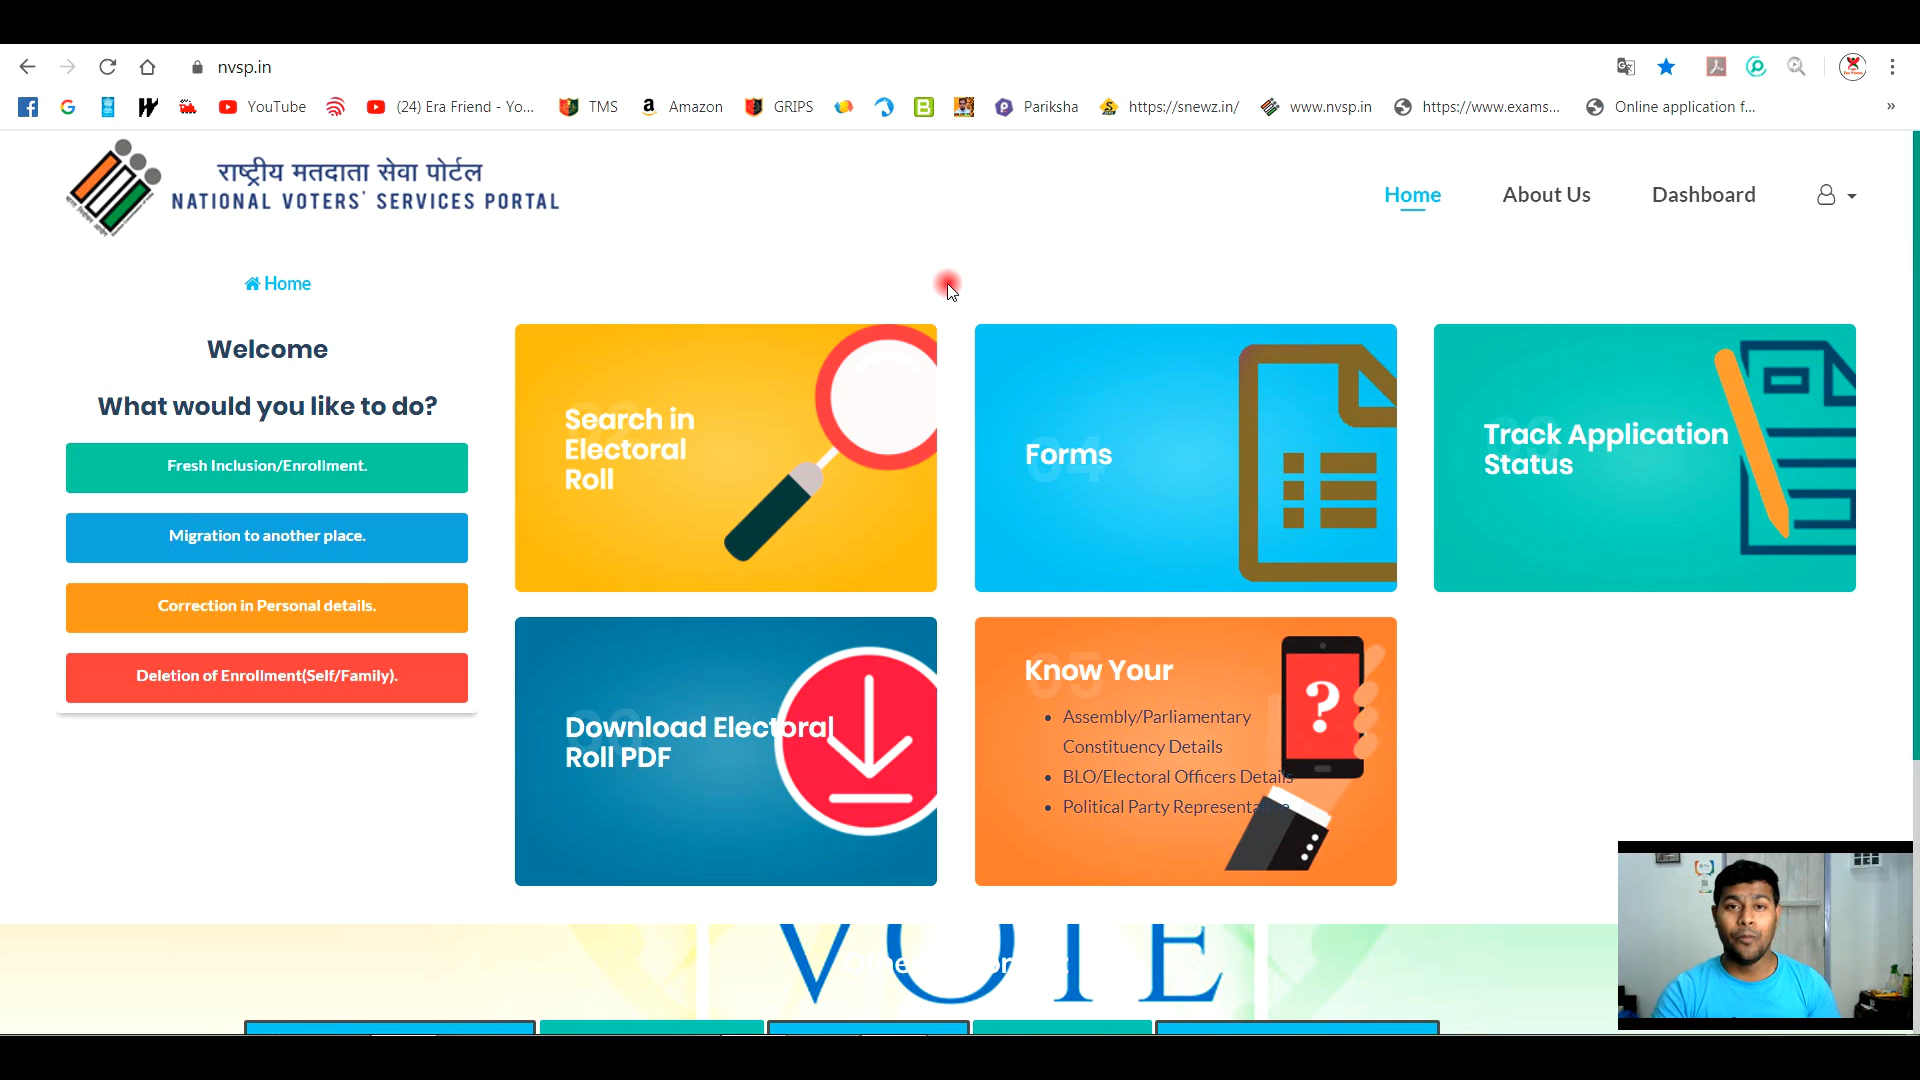 nvsp.in
YouTube
(24) Era Friend - Yo...
TMS
Amazon
GRIPS
Pariksha
https://snewz.in/
www.nvsp.in
https://www.exams...
Online application f...
राष्ट्रीय मतदाता सेवा पोर्टल
NATIONAL VOTERS' SERVICES PORTAL
Home
About Us
Dashboard
Home
Welcome
What would you like to do?
Fresh Inclusion/Enrollment.
Migration to another place.
Correction in Personal details.
Deletion of Enrollment(Self/Family).
Search in
Electoral
Roll
Forms
Track Application
Status
Download Electoral
Roll PDF
Know Your
Assembly/Parliamentary
Constituency Details
BLO/Electoral Officers Details
Political Party Representative
VOTE